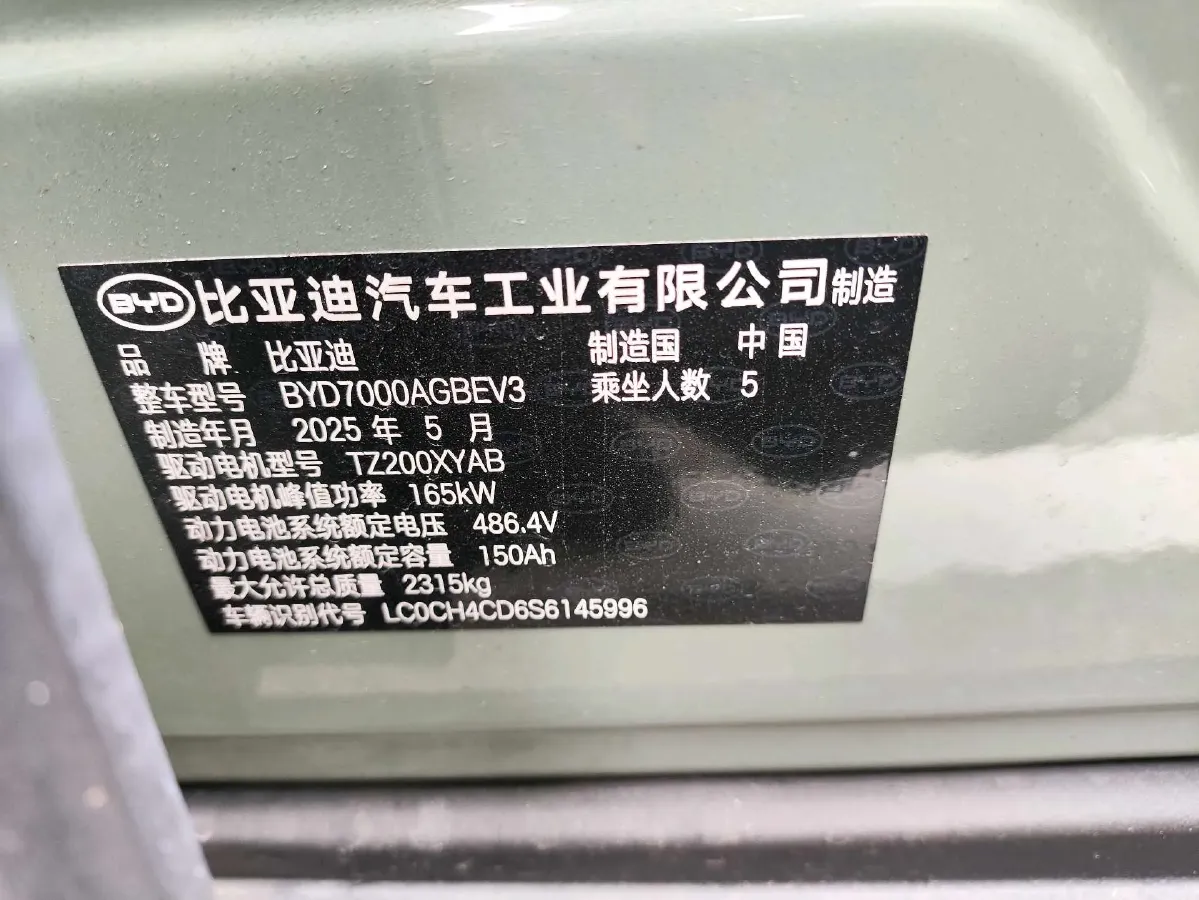 BYD 比亚迪汽车工业有限公司制造
品 牌 比亚迪 制造国 中国
整车型号 BYD7000AGBEV3 乘坐人数 5
制造年月 2025 年 5 月
驱动电机型号 TZ200XYAB
驱动电机峰值功率 165kW
动力电池系统额定电压 486.4V
动力电池系统额定容量 150Ah
最大允许总质量 2315kg
车辆识别代号 LC0CH4CD6S6145996